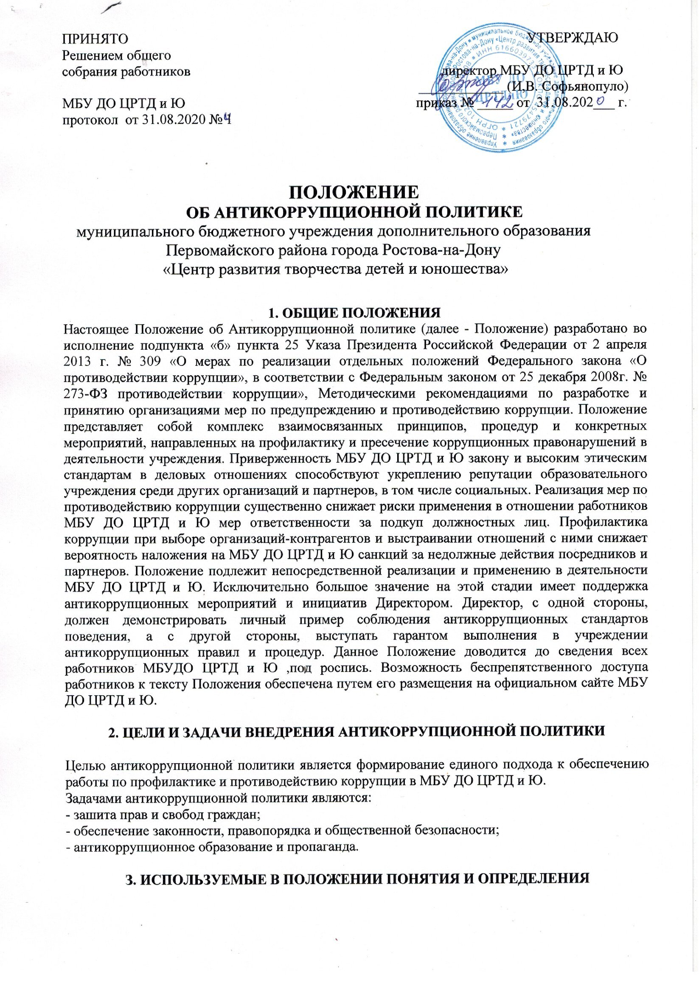 ПРИНЯТО
Решением общего
собрания работников
МБУ ДО ЦРТД и Ю
протокол от 31.08.2020 №4
УТВЕРЖДАЮ
директор МБУ ДО ЦРТД и Ю
(И,В. Софьянопуло)
приказ № 142 от 31.08.2020 г.
МБУ ДО
ЦРТДиЮ
ПОЛОЖЕНИЕ
ОБ АНТИКОРРУПЦИОННОЙ ПОЛИТИКЕ
муниципального бюджетного учреждения дополнительного образования
Первомайского района города Ростова-на-Дону
«Центр развития творчества детей и юношества»
1. ОБЩИЕ ПОЛОЖЕНИЯ
Настоящее Положение об Антикоррупционной политике (далее - Положение) разработано во
исполнение подпункта «б» пункта 25 Указа Президента Российской Федерации от 2 апреля
2013 г. № 309 «О мерах по реализации отдельных положений Федерального закона «О
противодействии коррупции», в соответствии с Федеральным законом от 25 декабря 2008г. №
273-ФЗ противодействии коррупции», Методическими рекомендациями по разработке и
принятию организациями мер по предупреждению и противодействию коррупции. Положение
представляет собой комплекс взаимосвязанных принципов, процедур и конкретных
мероприятий, направленных на профилактику и пресечение коррупционных правонарушений в
деятельности учреждения. Приверженность МБУ ДО ЦРТД и Ю закону и высоким этическим
стандартам в деловых отношениях способствуют укреплению репутации образовательного
учреждения среди других организаций и партнеров, в том числе социальных. Реализация мер по
противодействию коррупции существенно снижает риски применения в отношении работников
МБУ ДО ЦРТД и Ю мер ответственности за подкуп должностных лиц. Профилактика
коррупции при выборе организаций-контрагентов и выстраивании отношений с ними снижает
вероятность наложения на МБУ ДО ЦРТД и Ю санкций за недолжные действия посредников и
партнеров. Положение подлежит непосредственной реализации и применению в деятельности
МБУ ДО ЦРТД и Ю. Исключительно большое значение на этой стадии имеет поддержка
антикоррупционных мероприятий и инициатив Директором. Директор, с одной стороны,
должен демонстрировать личный пример соблюдения антикоррупционных стандартов
поведения, а с другой стороны, выступать гарантом выполнения в учреждении
антикоррупционных правил и процедур. Данное Положение доводится до сведения всех
работников МБУДО ЦРТД и Ю ,под роспись. Возможность беспрепятственного доступа
работников к тексту Положения обеспечена путем его размещения на официальном сайте МБУ
ДО ЦРТД и Ю.
2. ЦЕЛИ И ЗАДАЧИ ВНЕДРЕНИЯ АНТИКОРРУПЦИОННОЙ ПОЛИТИКИ
Целью антикоррупционной политики является формирование единого подхода к обеспечению
работы по профилактике и противодействию коррупции в МБУ ДО ЦРТД и Ю.
Задачами антикоррупционной политики являются:
- зашита прав и свобод граждан;
- обеспечение законности, правопорядка и общественной безопасности;
- антикоррупционное образование и пропаганда.
3. ИСПОЛЬЗУЕМЫЕ В ПОЛОЖЕНИИ ПОНЯТИЯ И ОПРЕДЕЛЕНИЯ